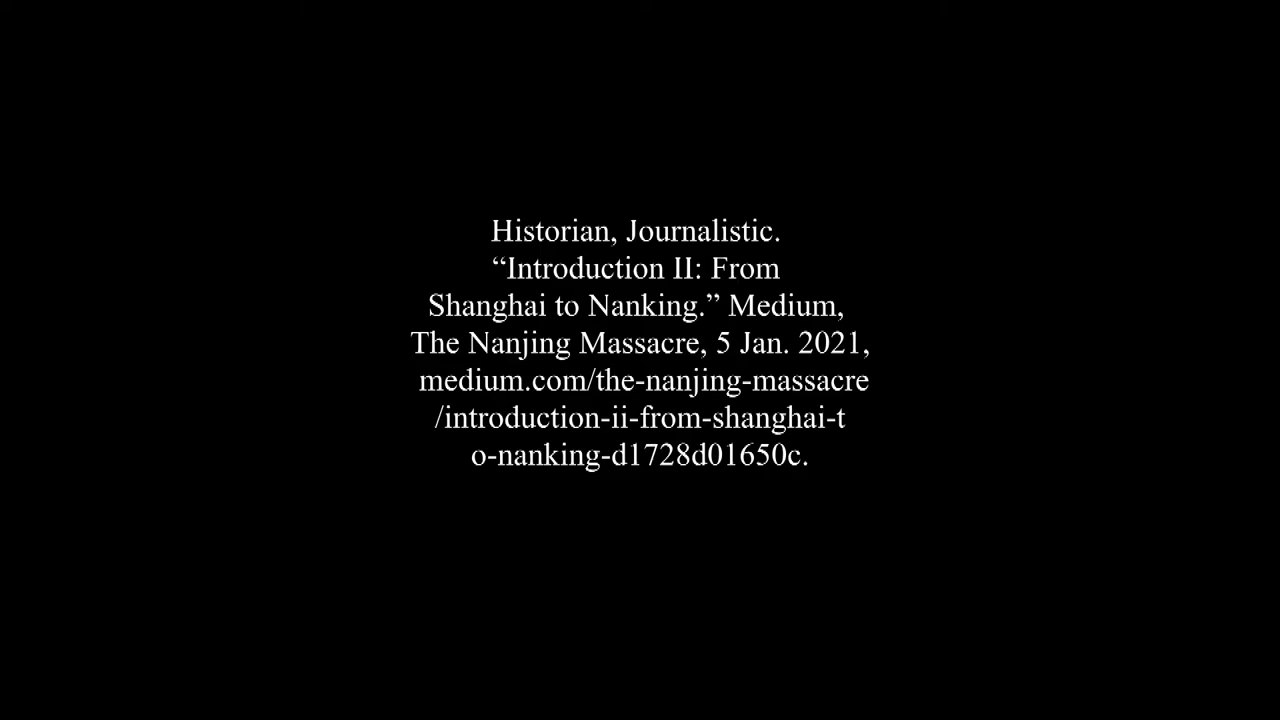 Historian, Journalistic.
“Introduction II: From
Shanghai to Nanking.” Medium,
The Nanjing Massacre, 5 Jan. 2021,
medium.com/the-nanjing-massacre
/introduction-ii-from-shanghai-t
o-nanking-d1728d01650c.